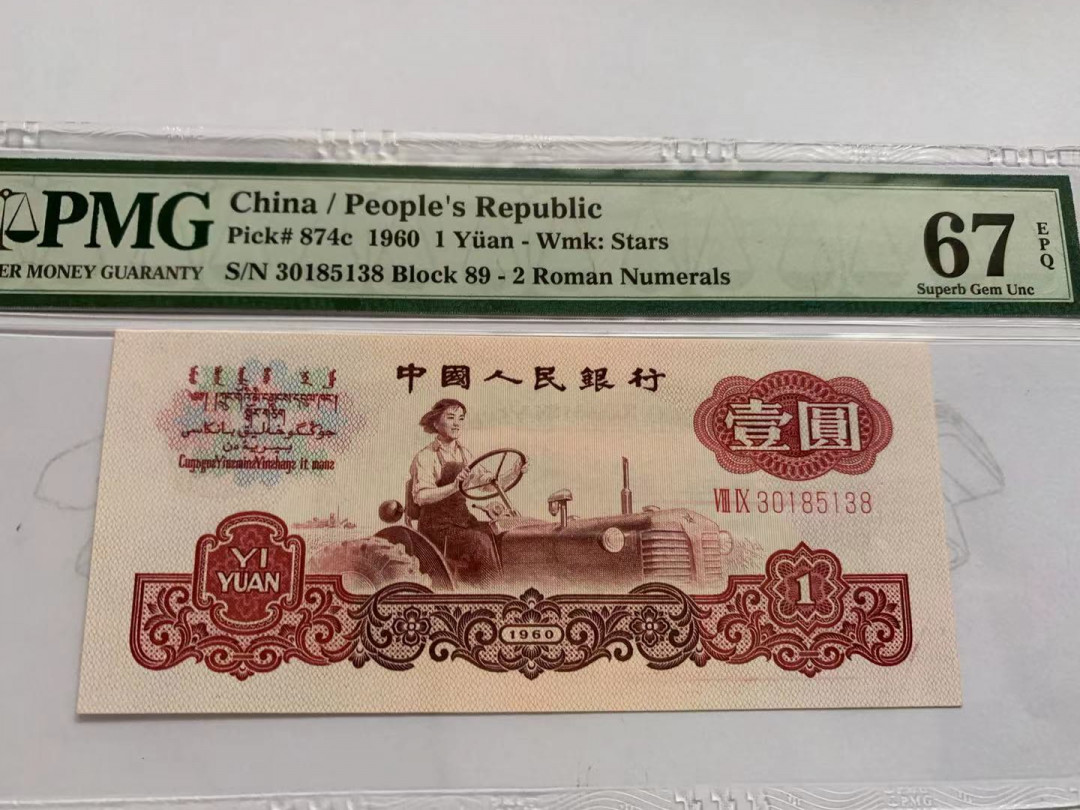 PMG
ER MONEY GUARANTY
China / People's Republic
Pick# 874c 1960 1 Yüan - Wmk: Stars
S/N 30185138 Block 89 - 2 Roman Numerals
67
EPQ
Superb Gem Unc
中國人民銀行
壹圓
VIII IX 30185138
YI
YUAN
1
1960